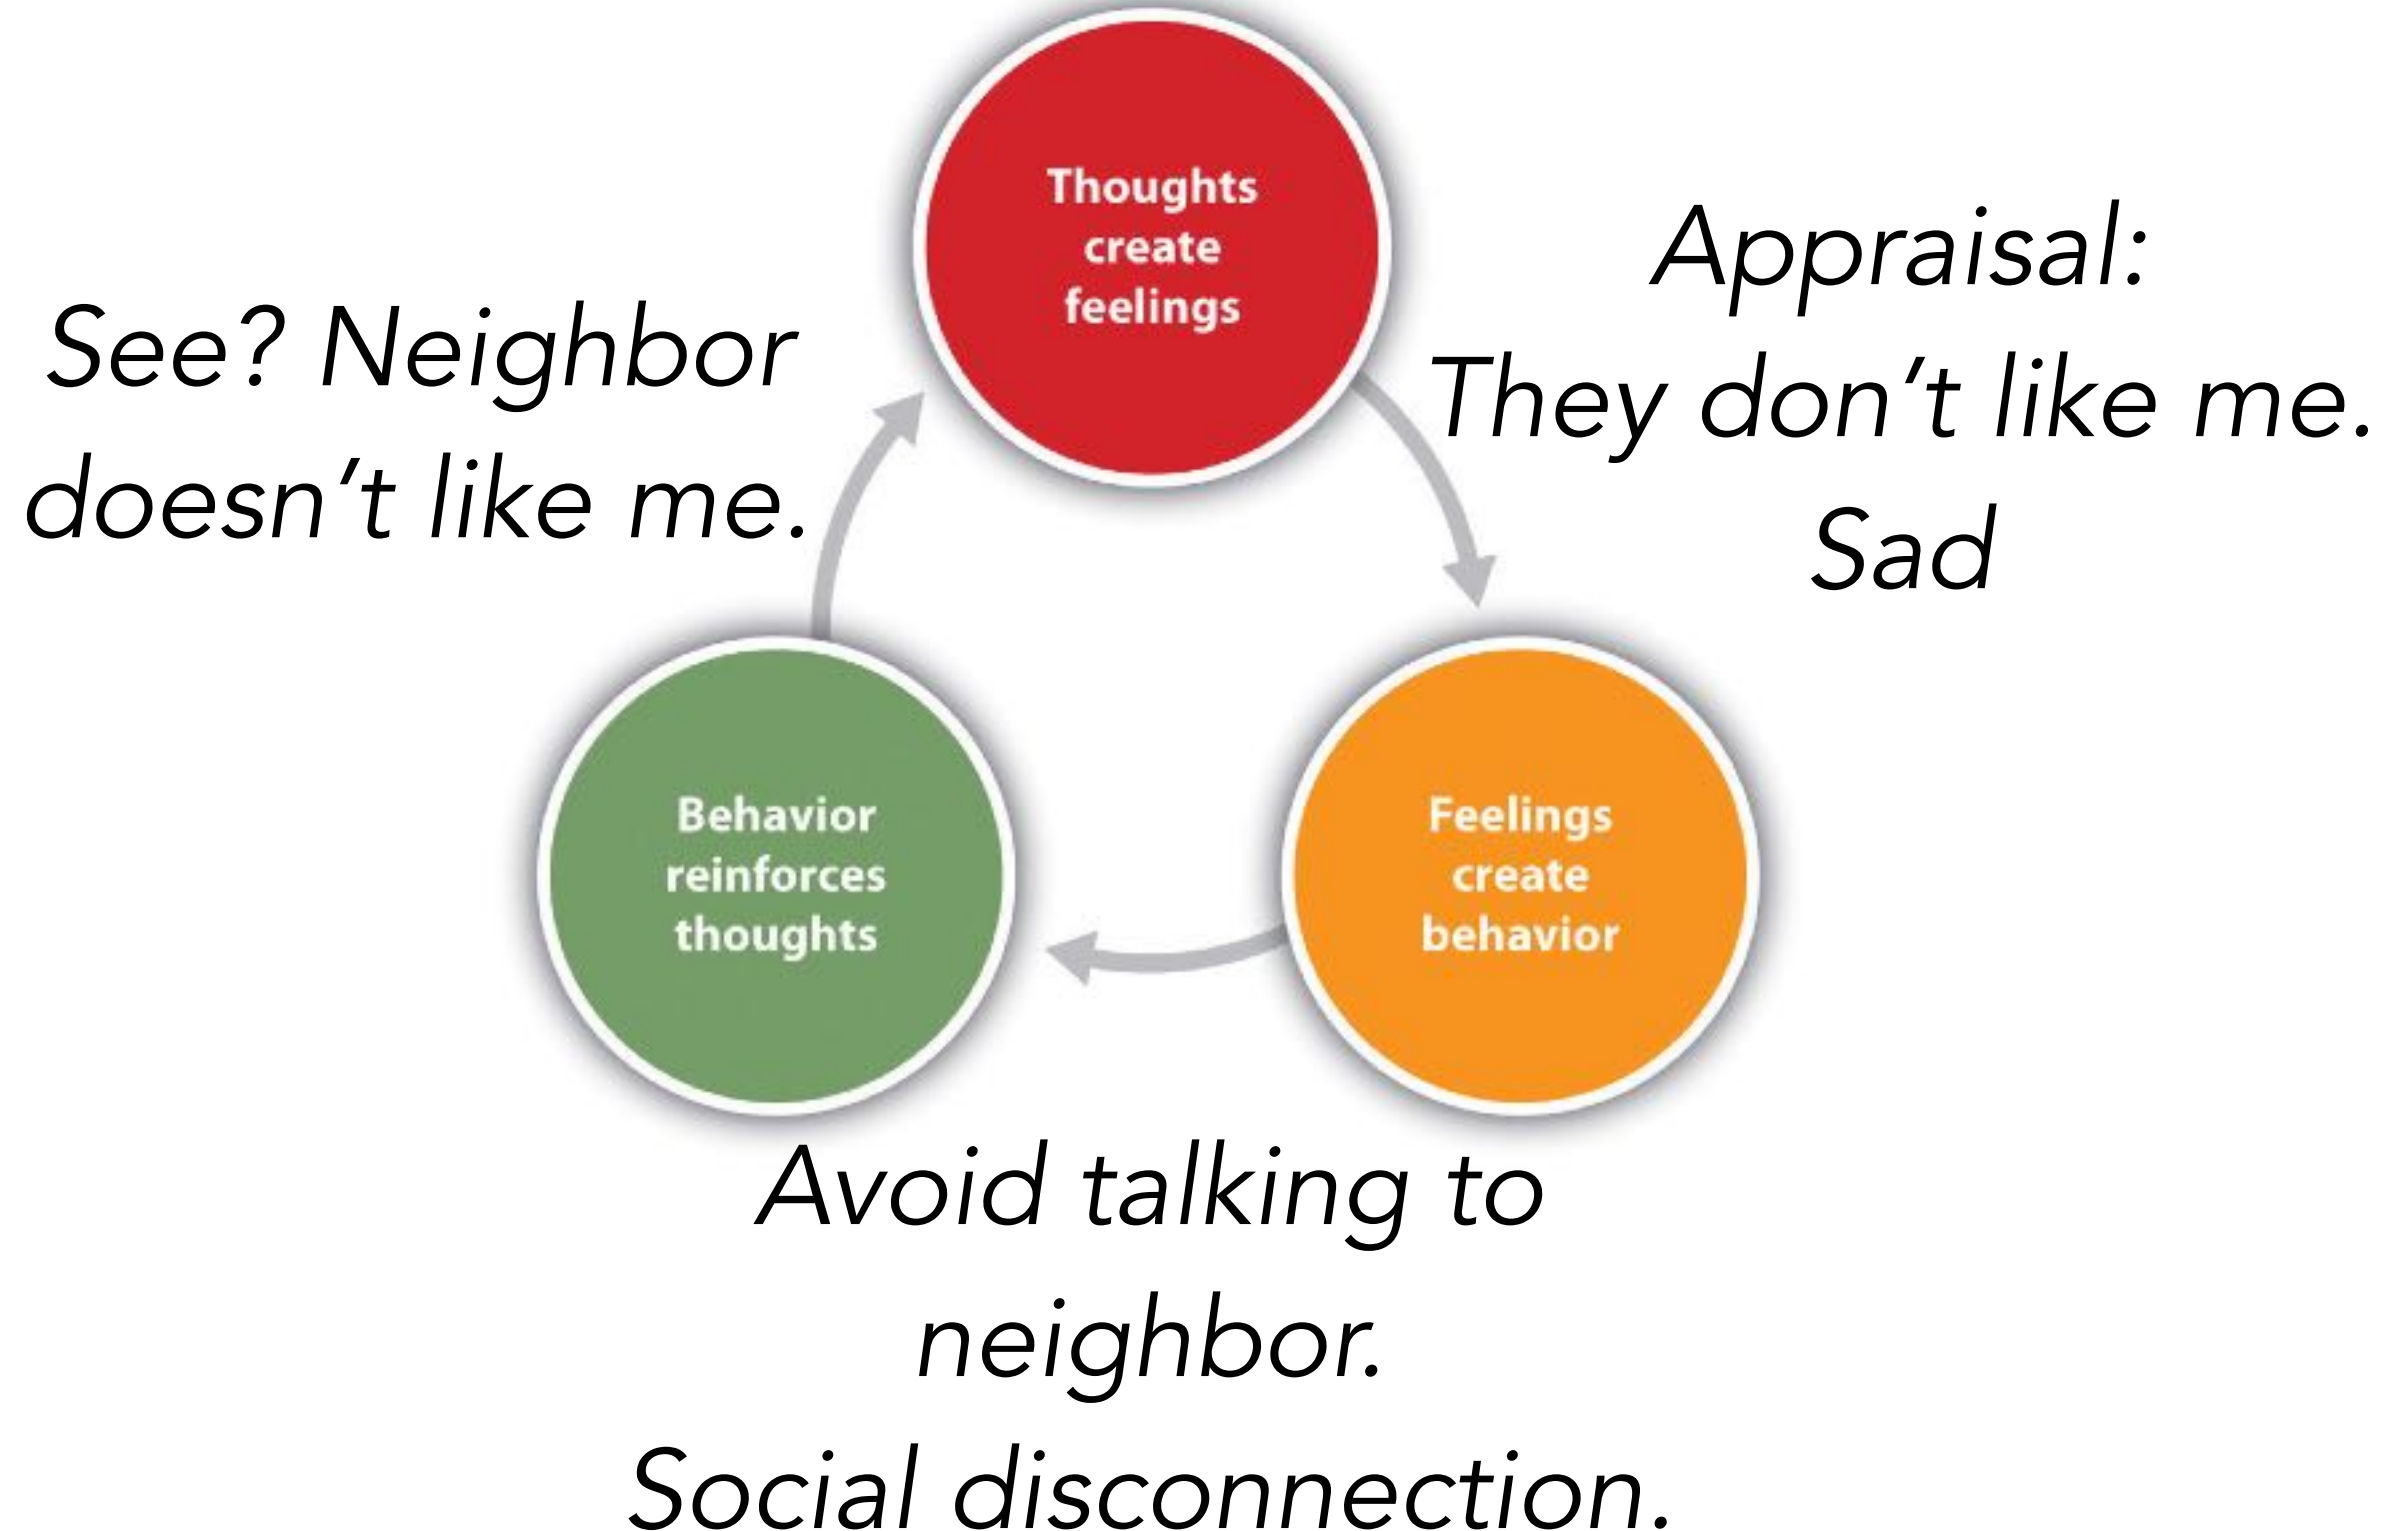 Thoughts
create
feelings
Appraisal:
They don’t like me.
Sad
See? Neighbor
doesn’t like me.
Behavior
reinforces
thoughts
Feelings
create
behavior
Avoid talking to
neighbor.
Social disconnection.